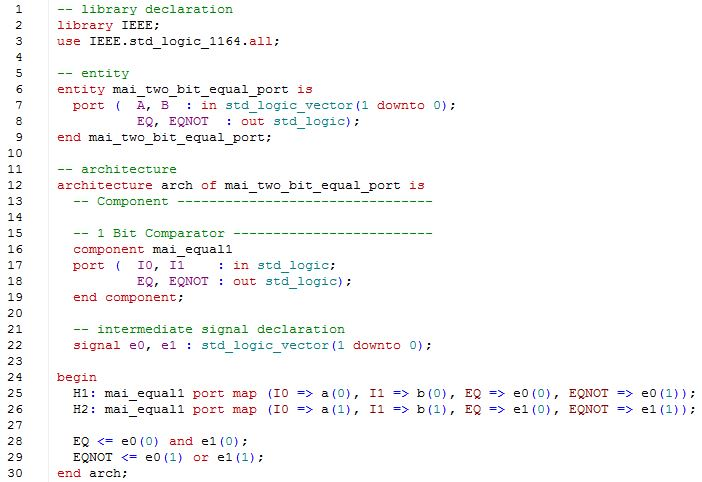 1 -- library declaration
2 library IEEE;
3 use IEEE.std_logic_1164.all;
4
5 -- entity
6 entity mai_two_bit_equal_port is
7   port (  A, B  : in std_logic_vector(1 downto 0);
8           EQ, EQNOT  : out std_logic);
9 end mai_two_bit_equal_port;
10
11 -- architecture
12 architecture arch of mai_two_bit_equal_port is
13   -- Component --------------------------------
14
15   -- 1 Bit Comparator -------------------------
16   component mai_equal1
17   port (  I0, I1    : in std_logic;
18           EQ, EQNOT : out std_logic);
19   end component;
20
21   -- intermediate signal declaration
22   signal e0, e1 : std_logic_vector(1 downto 0);
23
24 begin
25   H1: mai_equal1 port map (I0 => a(0), I1 => b(0), EQ => e0(0), EQNOT => e0(1));
26   H2: mai_equal1 port map (I0 => a(1), I1 => b(1), EQ => e1(0), EQNOT => e1(1));
27
28   EQ <= e0(0) and e1(0);
29   EQNOT <= e0(1) or e1(1);
30 end arch;